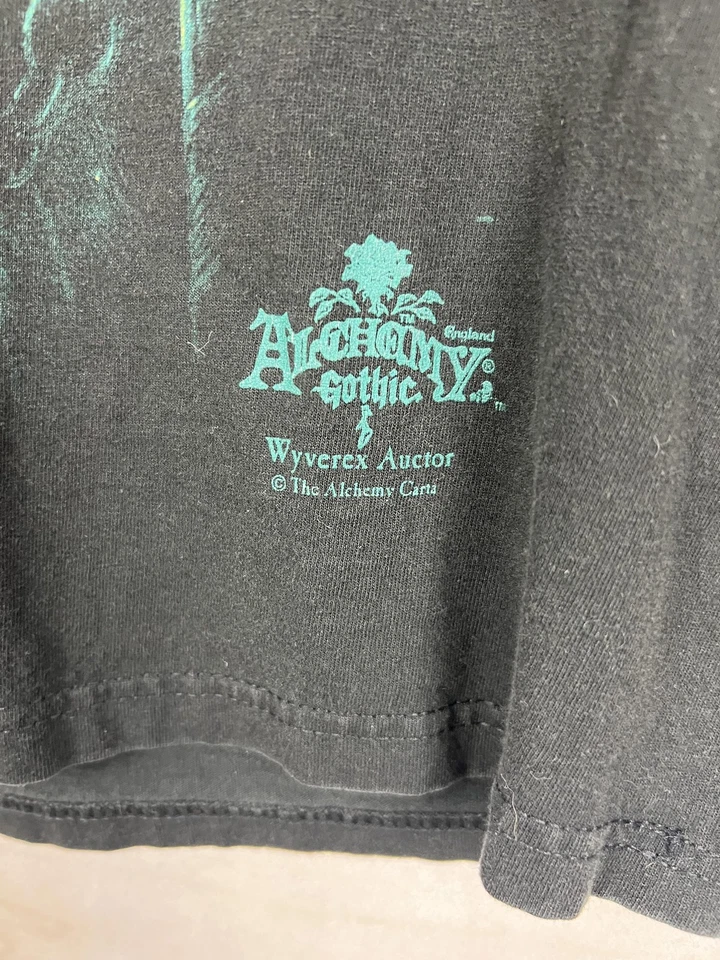 England
ALCHEMY®
Gothic
Wyverex Auctor
© The Alchemy Carta